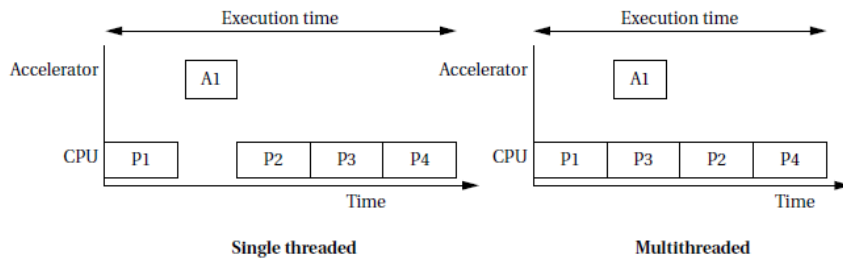 Execution time
Accelerator
A1
CPU
P1 P2 P3 P4
Time
Single threaded
Execution time
Accelerator
A1
CPU
P1 P3 P2 P4
Time
Multithreaded